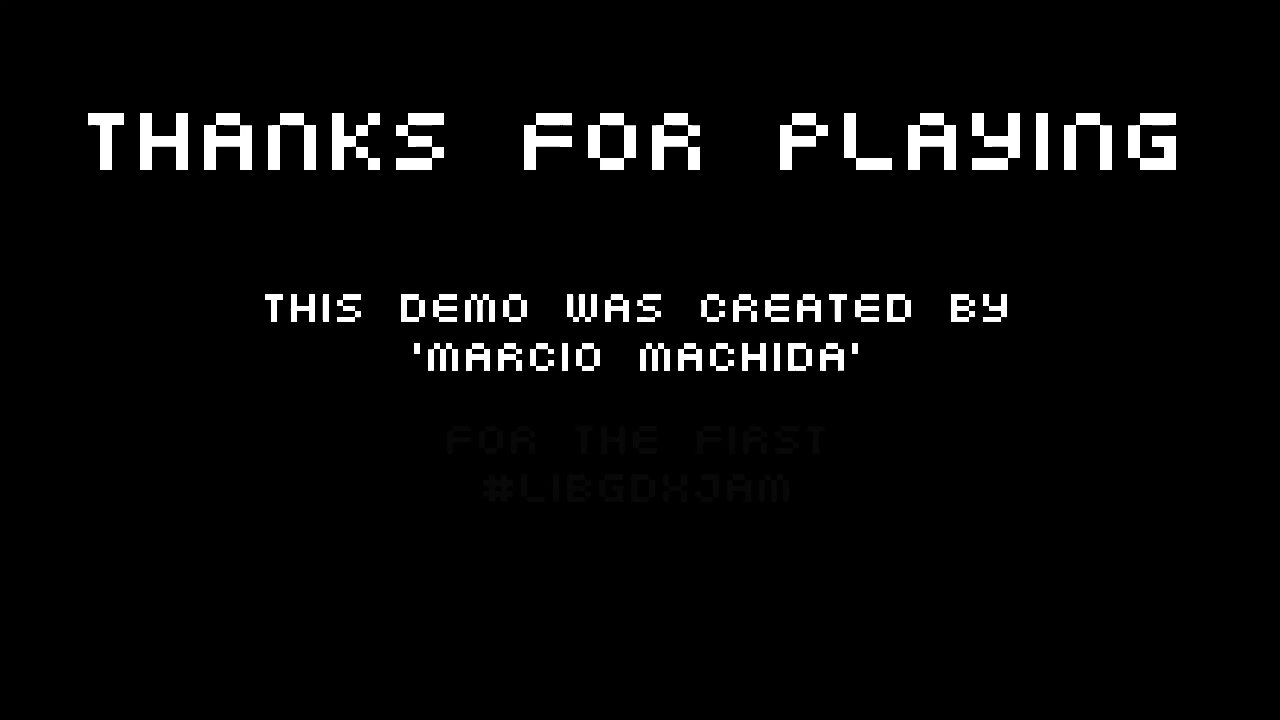 THANKS FOR PLAYING
THIS DEMO WAS CREATED BY
'MARCIO MACHIDA'
FOR THE FIRST
#LIBGDXJAM